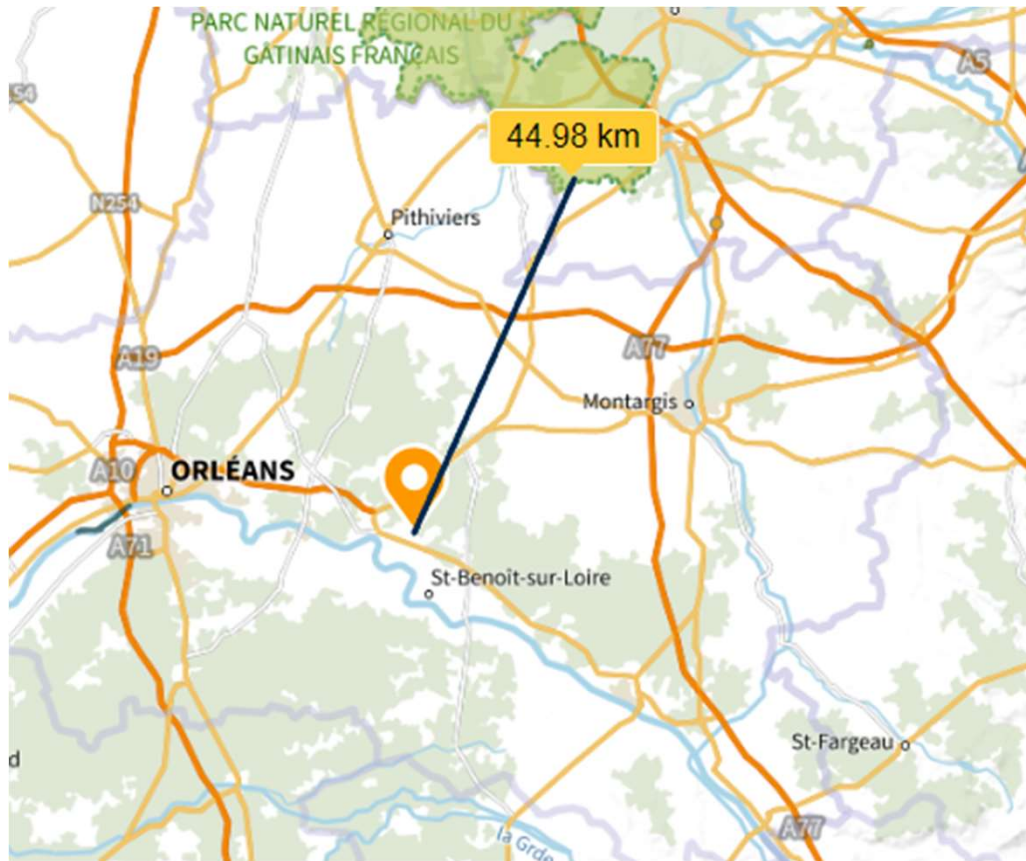 PARC NATUREL RÉGIONAL DU
GÂTINAIS FRANÇAIS
A5
54
44.98 km
N254
Pithiviers
A19
A77
Montargis
A10
ORLÉANS
A71
St-Benoît-sur-Loire
St-Fargeau
d
A77
la Grde